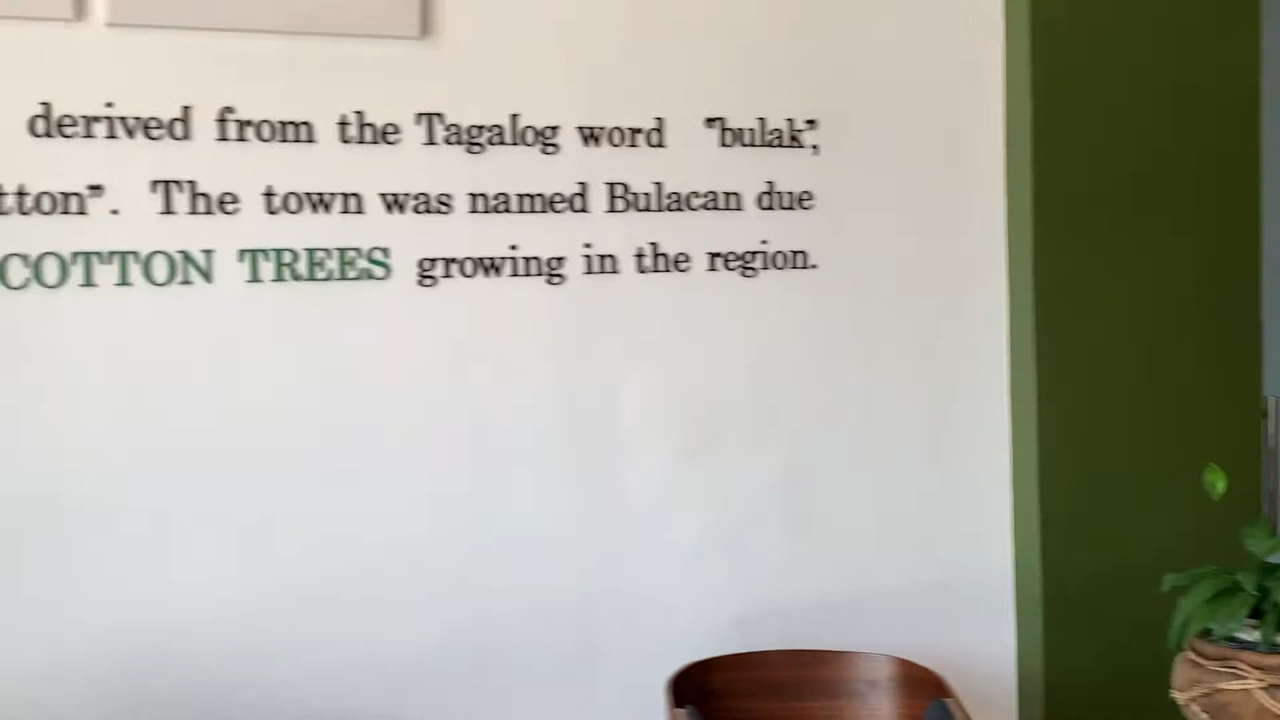 derived from the Tagalog word "bulak",
tton". The town was named Bulacan due
COTTON TREES growing in the region.